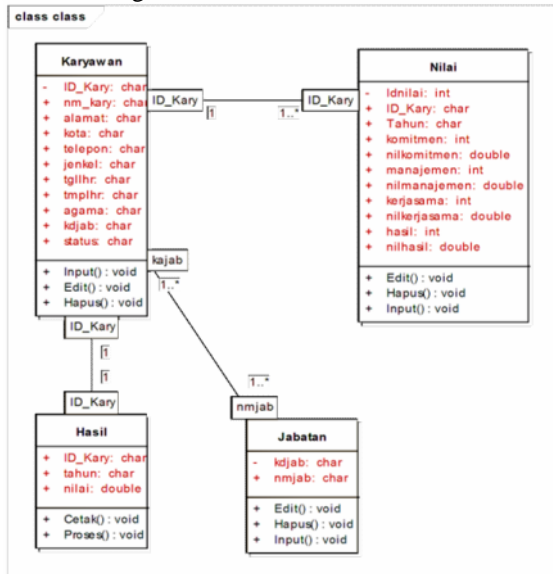 class class
Karyawan
- ID_Kary: char
+ nm_kary: char
+ alamat: char
+ kota: char
+ telepon: char
+ jenkel: char
+ tgllhr: char
+ tmplhr: char
+ agama: char
+ kdjab: char
+ status: char
+ Input() : void
+ Edit() : void
+ Hapus() : void
ID_Kary
1
1..*
ID_Kary
Nilai
- Idnilai: int
+ ID_Kary: char
+ Tahun: char
+ komitmen: int
+ nilkomitmen: double
+ manajemen: int
+ nilmanajemen: double
+ kerjasama: int
+ nilkerjasama: double
+ hasil: int
+ nilhasil: double
+ Edit() : void
+ Hapus() : void
+ Input() : void
kajab
1..*
1..*
nmjab
ID_Kary
1
1
ID_Kary
Hasil
+ ID_Kary: char
+ tahun: char
+ nilai: double
+ Cetak() : void
+ Proses() : void
Jabatan
- kdjab: char
+ nmjab: char
+ Edit() : void
+ Hapus() : void
+ Input() : void